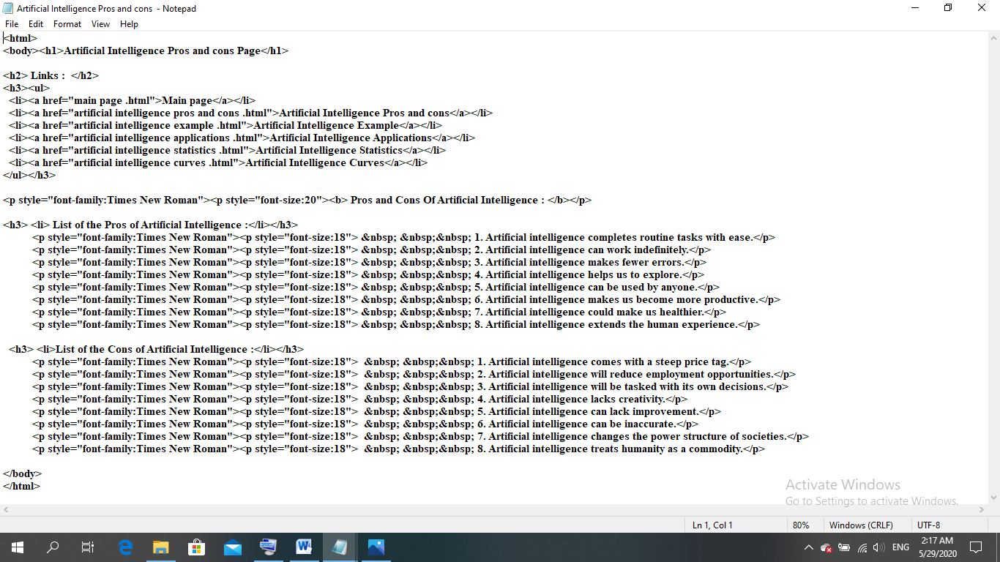 Artificial Intelligence Pros and cons  - Notepad
File Edit Format View Help
<html>
<body><h1>Artificial Intelligence Pros and cons Page</h1>
<h2> Links :  </h2>
<h3><ul>
<li><a href="main page .html">Main page</a></li>
<li><a href="artificial intelligence pros and cons .html">Artificial Intelligence Pros and cons</a></li>
<li><a href="artificial intelligence example .html">Artificial Intelligence Example</a></li>
<li><a href="artificial intelligence applications .html">Artificial Intelligence Applications</a></li>
<li><a href="artificial intelligence statistics .html">Artificial Intelligence Statistics</a></li>
<li><a href="artificial intelligence curves .html">Artificial Intelligence Curves</a></li>
</ul></h3>
<p style="font-family:Times New Roman"><p style="font-size:20"><b> Pros and Cons Of Artificial Intelligence : </b></p>
<h3> <li> List of the Pros of Artificial Intelligence :</li></h3>
<p style="font-family:Times New Roman"><p style="font-size:18"> &nbsp; &nbsp;&nbsp; 1. Artificial intelligence completes routine tasks with ease.</p>
<p style="font-family:Times New Roman"><p style="font-size:18"> &nbsp; &nbsp;&nbsp; 2. Artificial intelligence can work indefinitely.</p>
<p style="font-family:Times New Roman"><p style="font-size:18"> &nbsp; &nbsp;&nbsp; 3. Artificial intelligence makes fewer errors.</p>
<p style="font-family:Times New Roman"><p style="font-size:18"> &nbsp; &nbsp;&nbsp; 4. Artificial intelligence helps us to explore.</p>
<p style="font-family:Times New Roman"><p style="font-size:18"> &nbsp; &nbsp;&nbsp; 5. Artificial intelligence can be used by anyone.</p>
<p style="font-family:Times New Roman"><p style="font-size:18"> &nbsp; &nbsp;&nbsp; 6. Artificial intelligence makes us become more productive.</p>
<p style="font-family:Times New Roman"><p style="font-size:18"> &nbsp; &nbsp;&nbsp; 7. Artificial intelligence could make us healthier.</p>
<p style="font-family:Times New Roman"><p style="font-size:18"> &nbsp; &nbsp;&nbsp; 8. Artificial intelligence extends the human experience.</p>
<h3> <li>List of the Cons of Artificial Intelligence :</li></h3>
<p style="font-family:Times New Roman"><p style="font-size:18">  &nbsp; &nbsp;&nbsp; 1. Artificial intelligence comes with a steep price tag.</p>
<p style="font-family:Times New Roman"><p style="font-size:18">  &nbsp; &nbsp;&nbsp; 2. Artificial intelligence will reduce employment opportunities.</p>
<p style="font-family:Times New Roman"><p style="font-size:18">  &nbsp; &nbsp;&nbsp; 3. Artificial intelligence will be tasked with its own decisions.</p>
<p style="font-family:Times New Roman"><p style="font-size:18">  &nbsp; &nbsp;&nbsp; 4. Artificial intelligence lacks creativity.</p>
<p style="font-family:Times New Roman"><p style="font-size:18">  &nbsp; &nbsp;&nbsp; 5. Artificial intelligence can lack improvement.</p>
<p style="font-family:Times New Roman"><p style="font-size:18">  &nbsp; &nbsp;&nbsp; 6. Artificial intelligence can be inaccurate.</p>
<p style="font-family:Times New Roman"><p style="font-size:18">  &nbsp; &nbsp;&nbsp; 7. Artificial intelligence changes the power structure of societies.</p>
<p style="font-family:Times New Roman"><p style="font-size:18">  &nbsp; &nbsp;&nbsp; 8. Artificial intelligence treats humanity as a commodity.</p>
</body>
</html>
Activate Windows
Go to Settings to activate Windows.
Ln 1, Col 1 80% Windows (CRLF) UTF-8
ENG 2:17 AM
5/29/2020